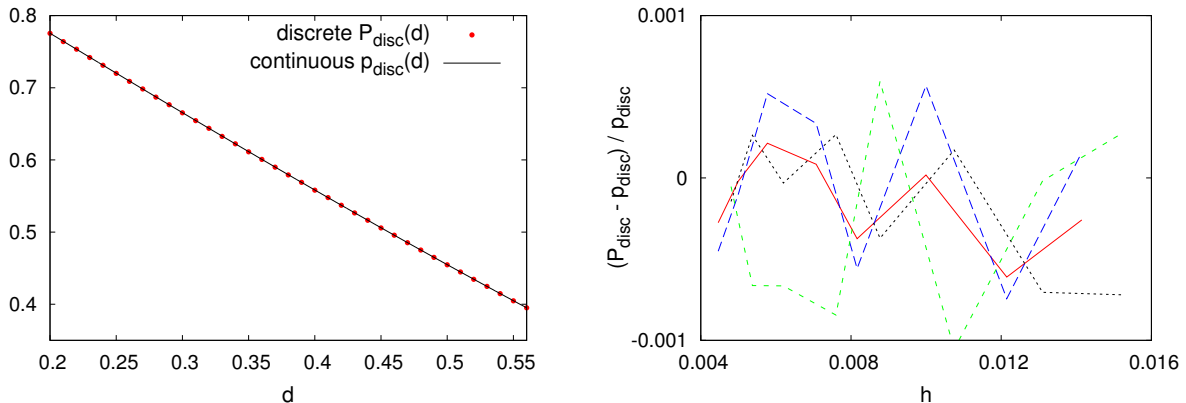 0.8
0.7
0.6
0.5
0.4
0.2 0.25 0.3 0.35 0.4 0.45 0.5 0.55
d
discrete P_disc(d)
continuous p_disc(d)
0.001
0
-0.001
0.004 0.008 0.012 0.016
h
(P_disc - p_disc) / p_disc